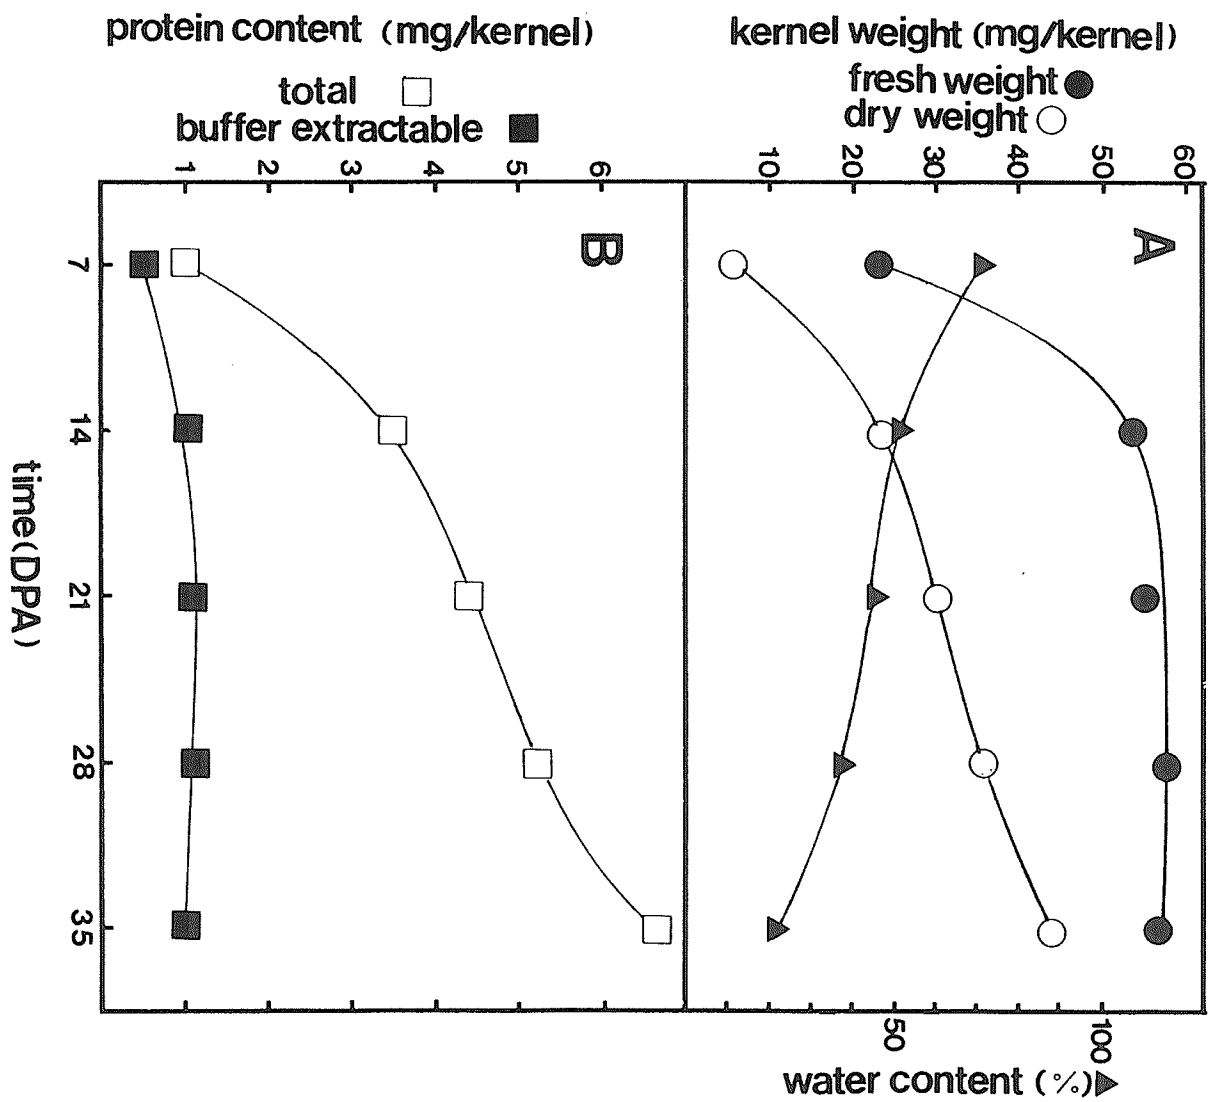 protein content (mg/kernel)
total
buffer extractable
kernel weight (mg/kernel)
fresh weight
dry weight
1 2 3 4 5 6
10 20 30 40 50 60
A
B
7
14
21
28
35
time(DPA)
50 100
water content (%)